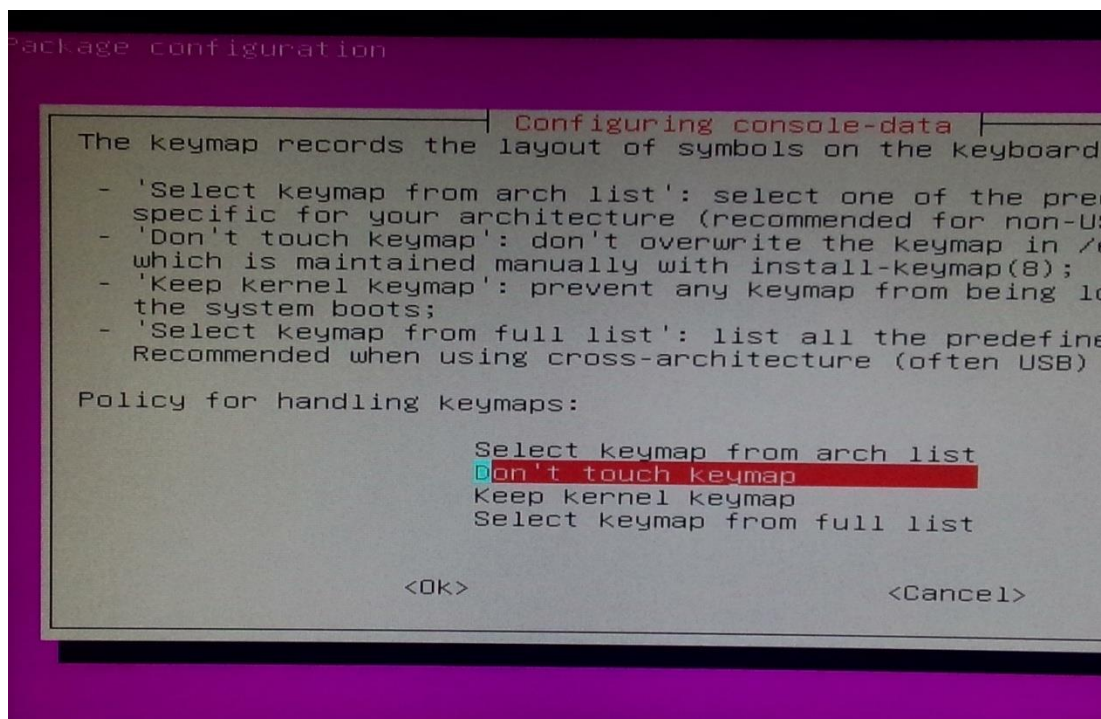 Package configuration
Configuring console-data
The keymap records the layout of symbols on the keyboard
- 'Select keymap from arch list': select one of the pre
specific for your architecture (recommended for non-U
- 'Don't touch keymap': don't overwrite the keymap in /
which is maintained manually with install-keymap(8);
- 'Keep kernel keymap': prevent any keymap from being lo
the system boots;
- 'Select keymap from full list': list all the predefine
Recommended when using cross-architecture (often USB)
Policy for handling keymaps:
Select keymap from arch list
Don't touch keymap
Keep kernel keymap
Select keymap from full list
<Ok> <Cancel>